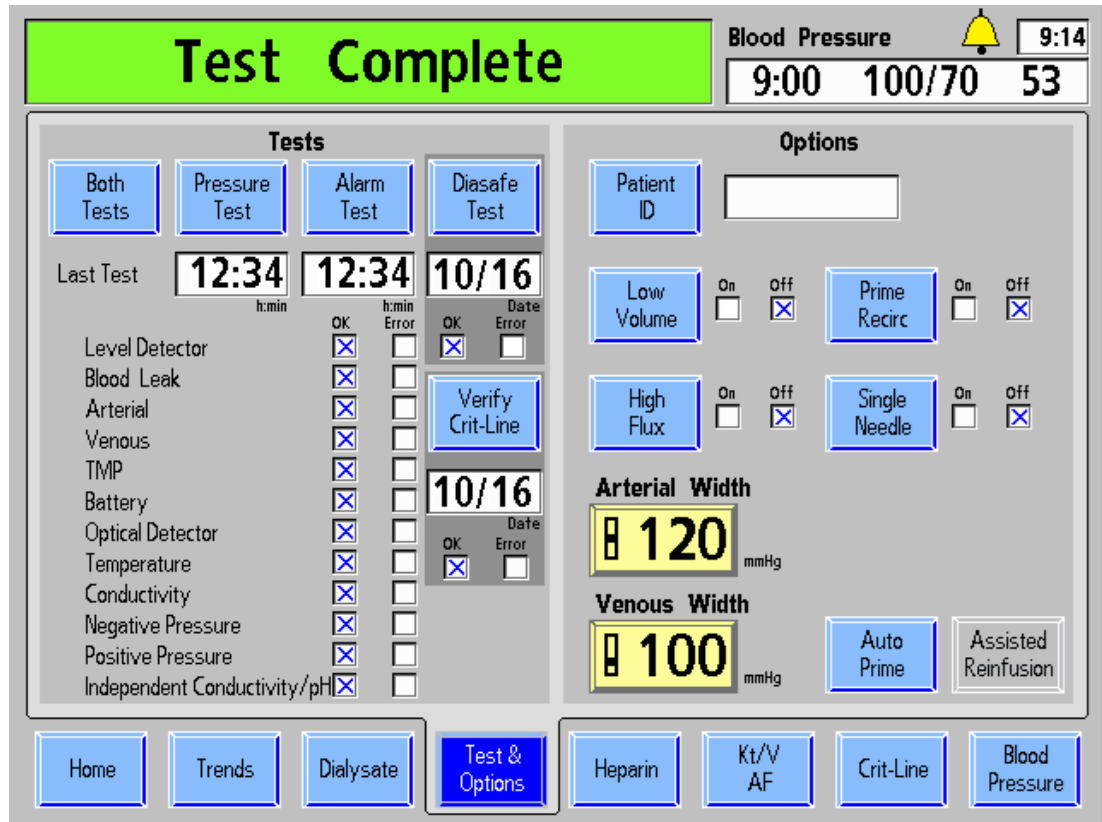 Test Complete
Blood Pressure
9:14
9:00 100/70 53
Tests
Both
Tests
Pressure
Test
Alarm
Test
Diasafe
Test
Last Test
12:34
h:min
12:34
h:min
10/16
Date
OK Error
OK Error
Level Detector
Blood Leak
Arterial
Venous
TMP
Battery
Optical Detector
Temperature
Conductivity
Negative Pressure
Positive Pressure
Independent Conductivity/pH
Verify
Crit-Line
10/16
Date
OK Error
Options
Patient
ID
Low
Volume
On Off
Prime
Recirc
On Off
High
Flux
On Off
Single
Needle
On Off
Arterial Width
120 mmHg
Venous Width
100 mmHg
Auto
Prime
Assisted
Reinfusion
Home
Trends
Dialysate
Test &
Options
Heparin
Kt/V
AF
Crit-Line
Blood
Pressure